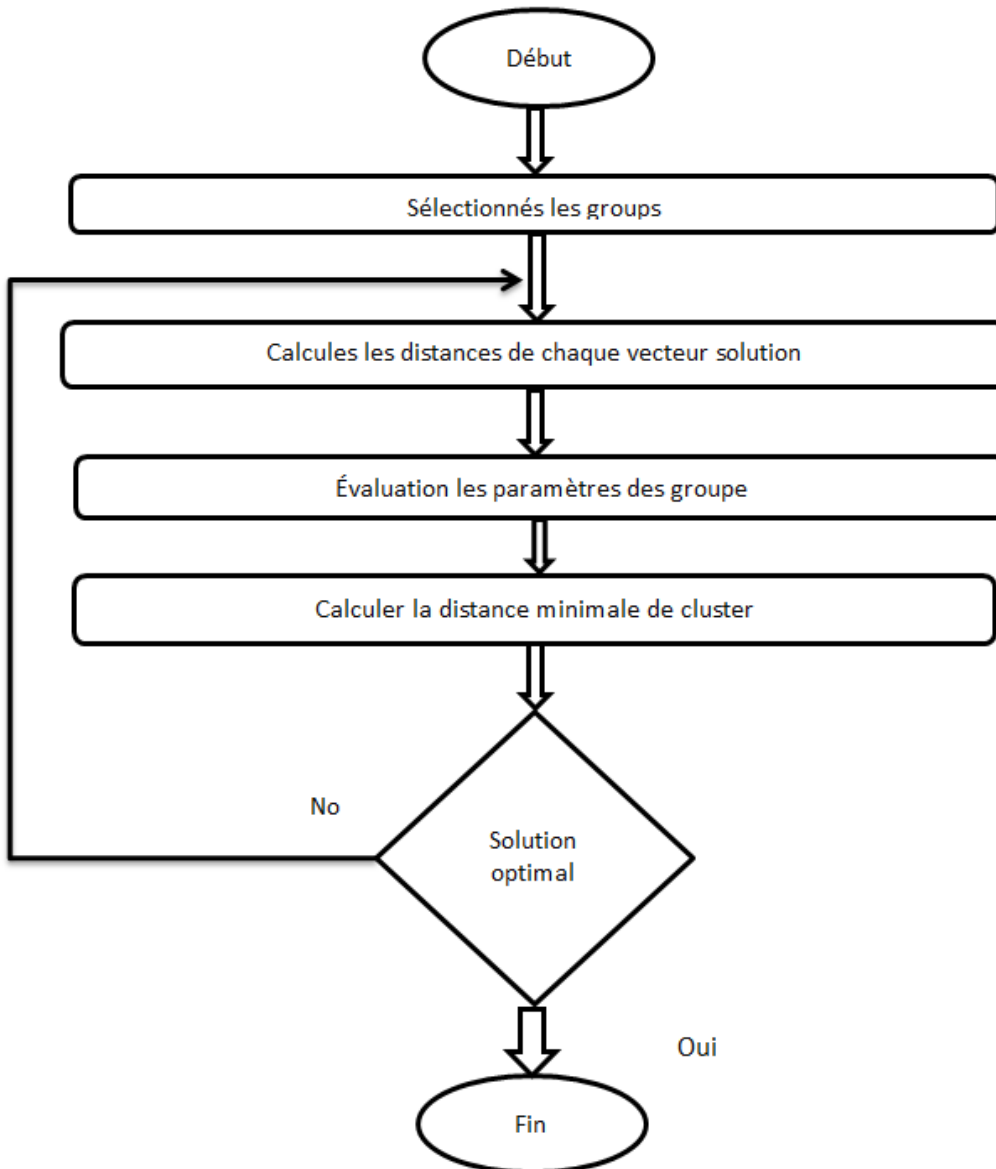 Début
Sélectionnés les groups
Calcules les distances de chaque vecteur solution
Évaluation les paramètres des groupe
Calculer la distance minimale de cluster
No
Solution
optimal
Oui
Fin